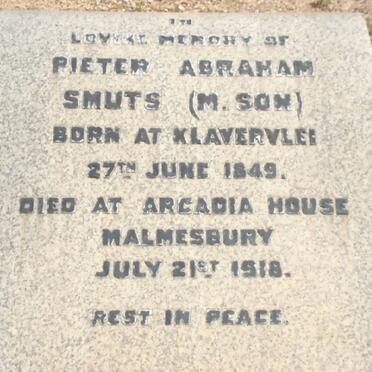 IN
LOVING MEMORY OF
PIETER ABRAHAM
SMUTS (M. SON)
BORN AT KLAVERVLEI
27TH JUNE 1849.
DIED AT ARCADIA HOUSE
MALMESBURY
JULY 21ST 1918.
REST IN PEACE.